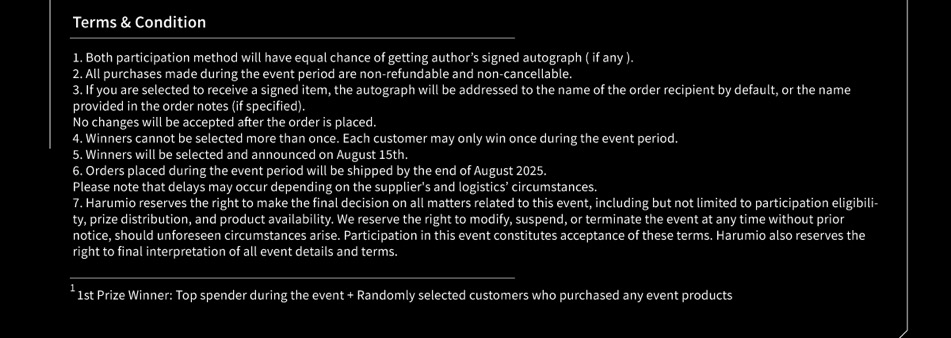 Terms & Condition
1. Both participation method will have equal chance of getting author's signed autograph ( if any ).
2. All purchases made during the event period are non-refundable and non-cancellable.
3. If you are selected to receive a signed item, the autograph will be addressed to the name of the order recipient by default, or the name
provided in the order notes (if specified).
No changes will be accepted after the order is placed.
4. Winners cannot be selected more than once. Each customer may only win once during the event period.
5. Winners will be selected and announced on August 15th.
6. Orders placed during the event period will be shipped by the end of August 2025.
Please note that delays may occur depending on the supplier's and logistics’ circumstances.
7. Harumio reserves the right to make the final decision on all matters related to this event, including but not limited to participation eligibili-
ty, prize distribution, and product availability. We reserve the right to modify, suspend, or terminate the event at any time without prior
notice, should unforeseen circumstances arise. Participation in this event constitutes acceptance of these terms. Harumio also reserves the
right to final interpretation of all event details and terms.
1 1st Prize Winner: Top spender during the event + Randomly selected customers who purchased any event products